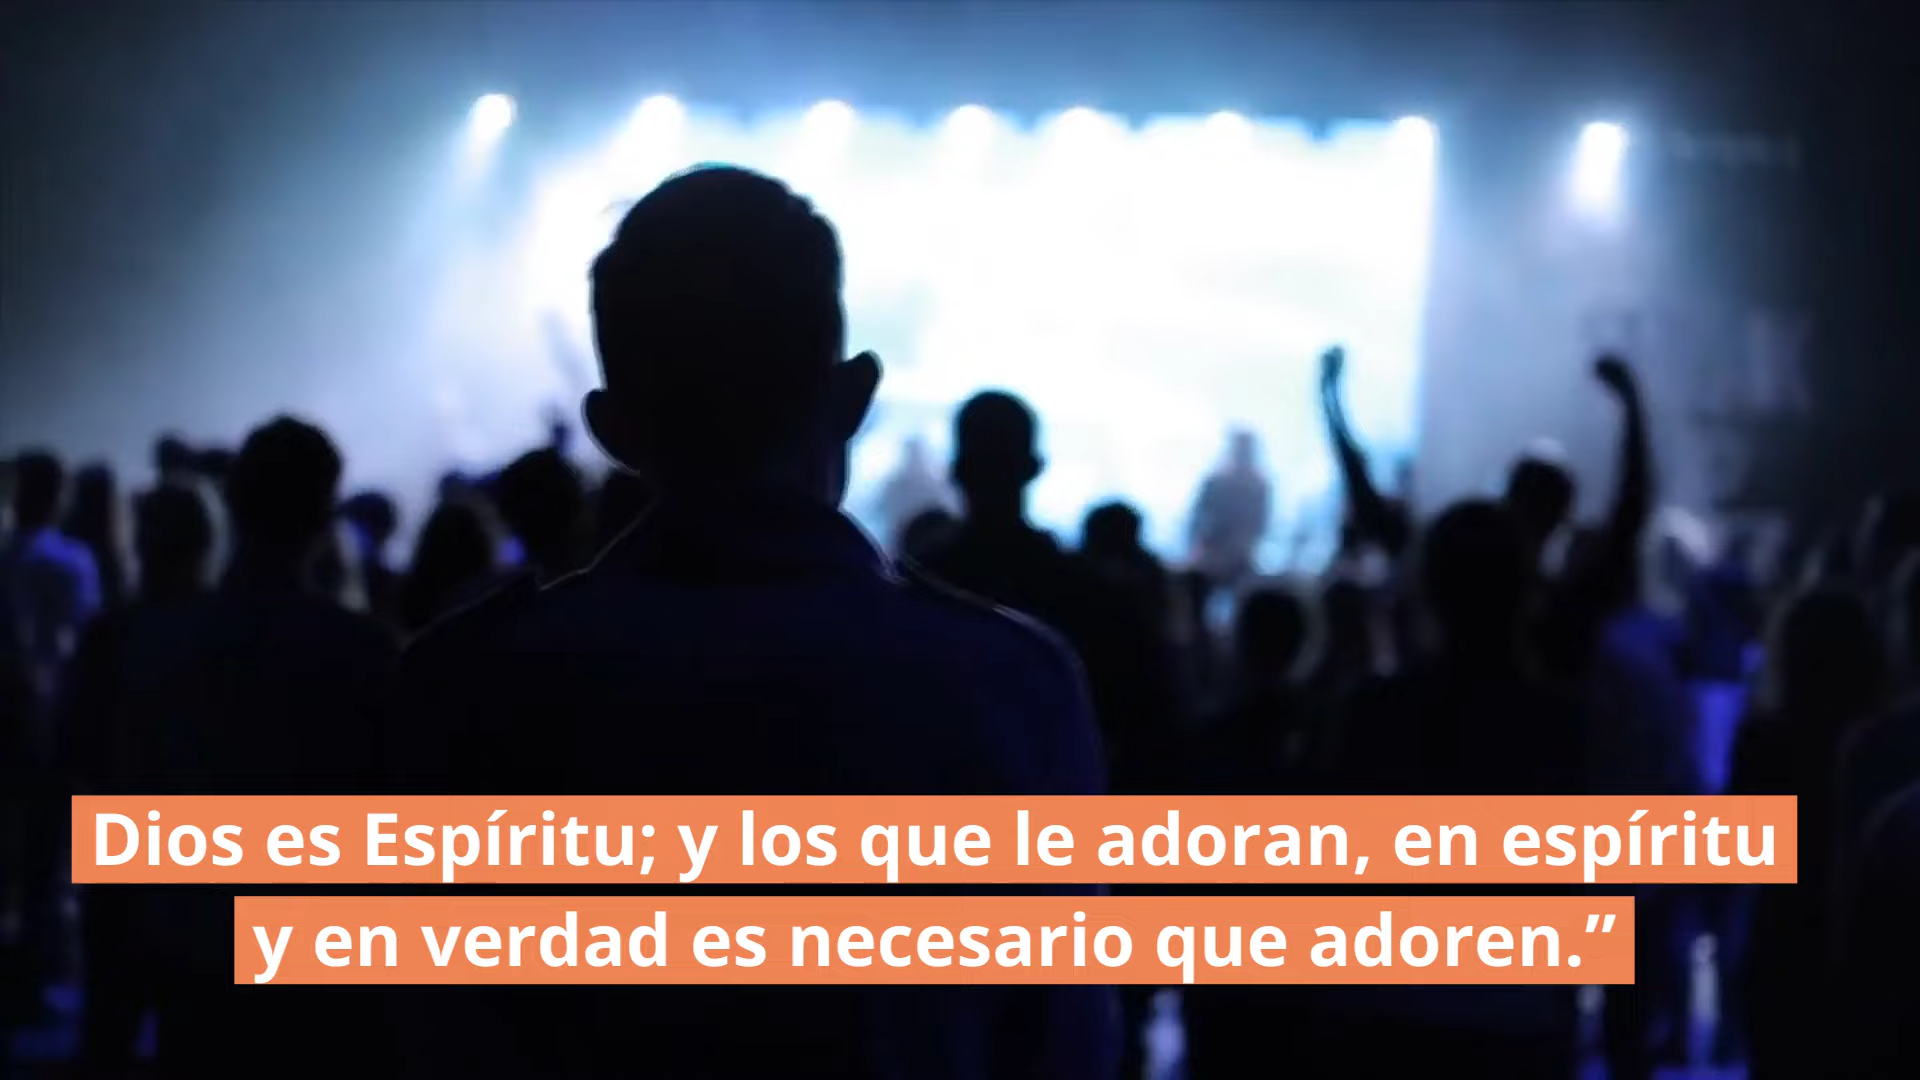 Dios es Espíritu; y los que le adoran, en espíritu
y en verdad es necesario que adoren.”